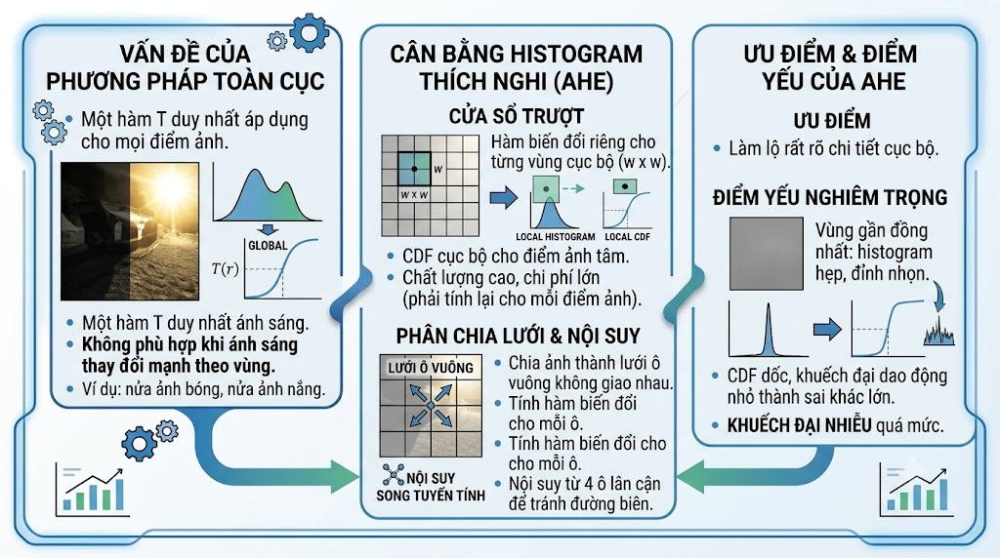 VẤN ĐỀ CỦA
PHƯƠNG PHÁP TOÀN CỤC
• Một hàm T duy nhất áp dụng
cho mọi điểm ảnh.
GLOBAL
T(r)
• Một hàm T duy nhất ánh sáng.
• Không phù hợp khi ánh sáng
thay đổi mạnh theo vùng.
• Ví dụ: nửa ảnh bóng, nửa ảnh nắng.
CÂN BẰNG HISTOGRAM
THÍCH NGHI (AHE)
CỬA SỔ TRƯỢT
w
w x w
Hàm biến đổi riêng cho
từng vùng cục bộ (w x w).
LOCAL HISTOGRAM
LOCAL CDF
• CDF cục bộ cho điểm ảnh tâm.
• Chất lượng cao, chi phí lớn
(phải tính lại cho mỗi điểm ảnh).
PHÂN CHIA LƯỚI & NỘI SUY
LƯỚI Ô VUÔNG
NỘI SUY
SONG TUYẾN TÍNH
• Chia ảnh thành lưới ô
vuông không giao nhau.
• Tính hàm biến đổi
cho mỗi ô.
• Tính hàm biến đổi cho
cho mỗi ô.
• Nội suy từ 4 ô lân cận
để tránh đường biên.
ƯU ĐIỂM & ĐIỂM
YẾU CỦA AHE
ƯU ĐIỂM
• Làm lộ rất rõ chi tiết cục bộ.
ĐIỂM YẾU NGHIÊM TRỌNG
Vùng gần đồng
nhất: histogram
hẹp, đỉnh nhọn.
• CDF dốc, khuếch đại dao động
nhỏ thành sai khác lớn.
• KHUẾCH ĐẠI NHIỄU quá mức.